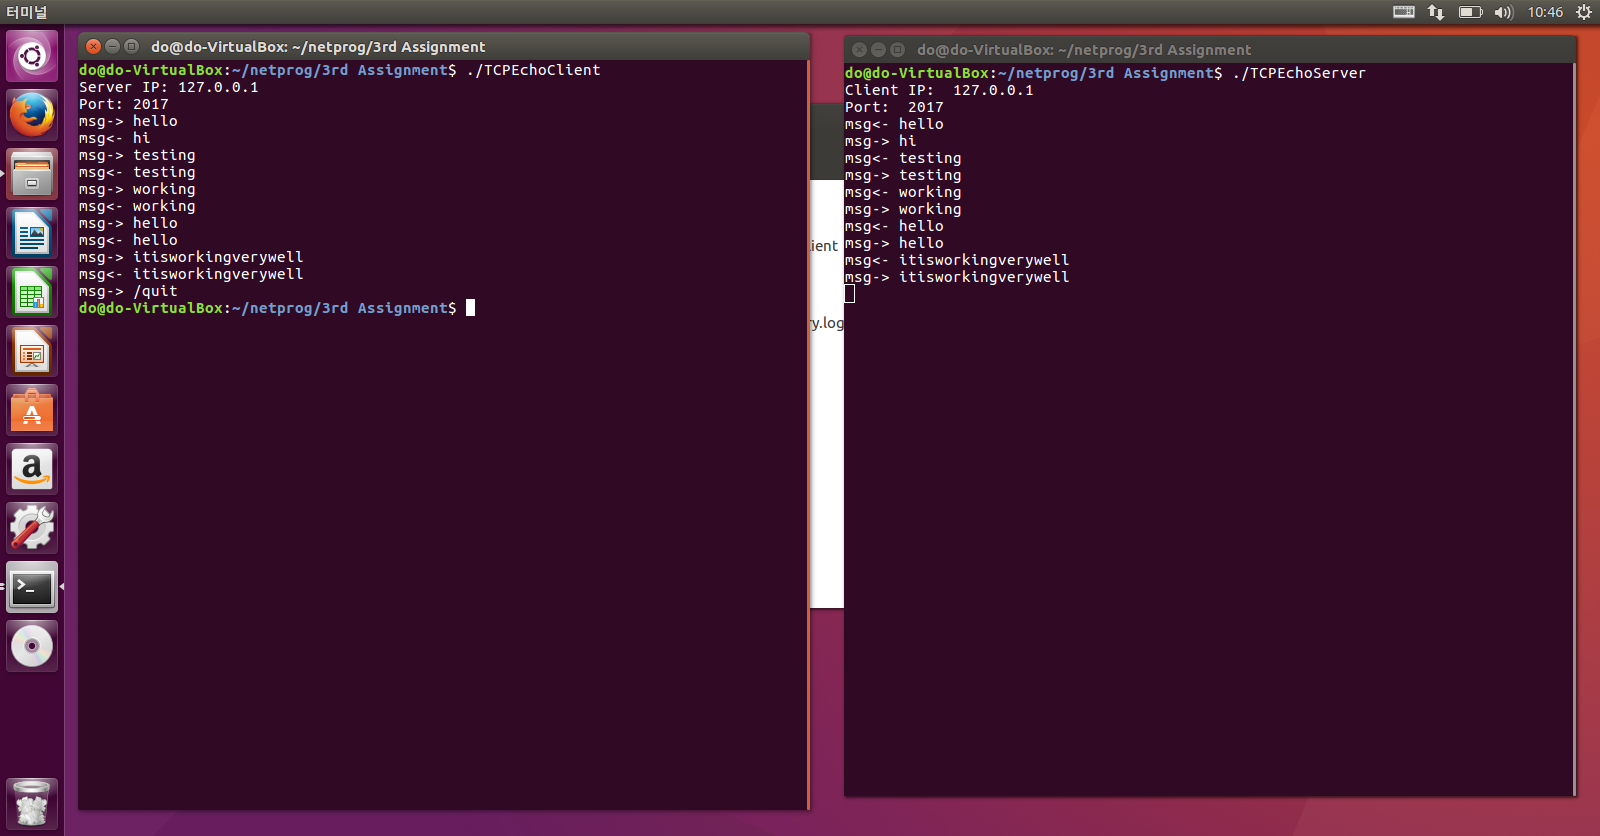 터미널
10:46
do@do-VirtualBox: ~/netprog/3rd Assignment
do@do-VirtualBox:~/netprog/3rd Assignment$ ./TCPEchoClient
Server IP: 127.0.0.1
Port: 2017
msg-> hello
msg<- hi
msg-> testing
msg<- testing
msg-> working
msg<- working
msg-> hello
msg<- hello
msg-> itisworkingverywell
msg<- itisworkingverywell
msg-> /quit
do@do-VirtualBox:~/netprog/3rd Assignment$
lient
ry.log
do@do-VirtualBox: ~/netprog/3rd Assignment
do@do-VirtualBox:~/netprog/3rd Assignment$ ./TCPEchoServer
Client IP:  127.0.0.1
Port:  2017
msg<- hello
msg-> hi
msg<- testing
msg-> testing
msg<- working
msg-> working
msg<- hello
msg-> hello
msg<- itisworkingverywell
msg-> itisworkingverywell